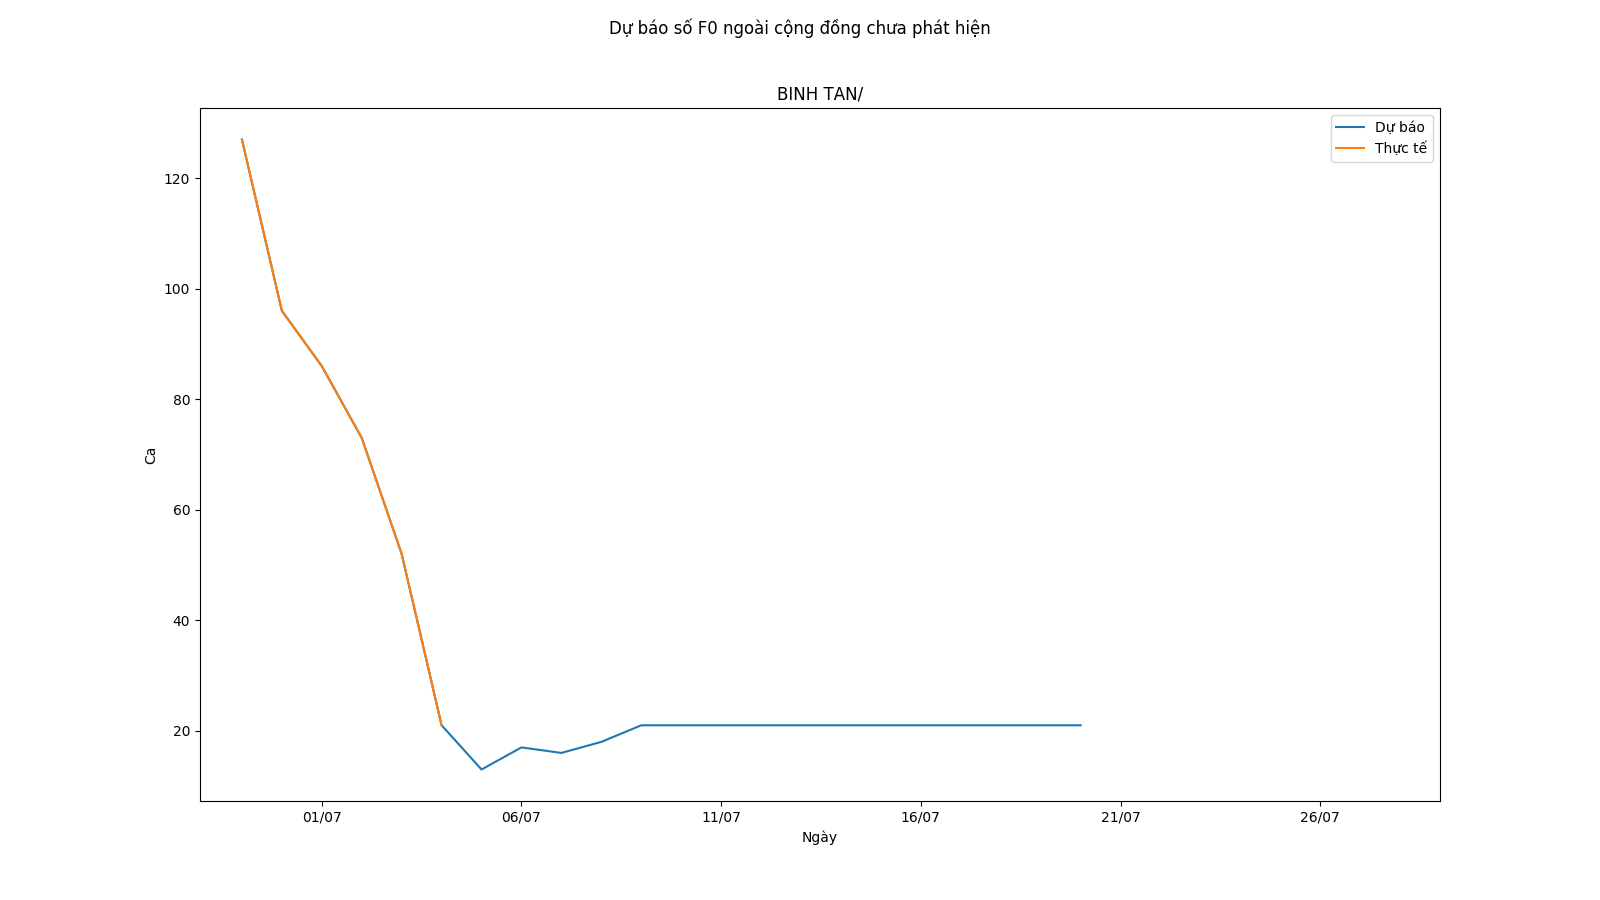 Dự báo số F0 ngoài cộng đồng chưa phát hiện
BINH TAN/
Dự báo
Thực tế
120
100
80
60
40
20
Ca
01/07 06/07 11/07 16/07 21/07 26/07
Ngày